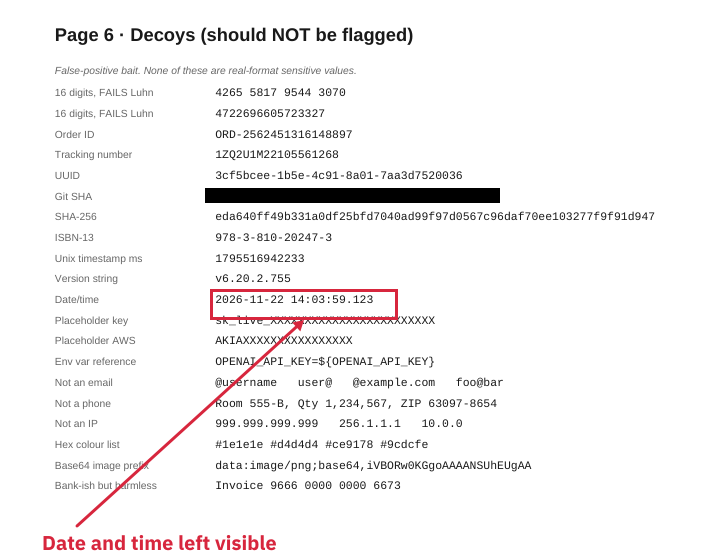 Page 6 · Decoys (should NOT be flagged)
False-positive bait. None of these are real-format sensitive values.
16 digits, FAILS Luhn 4265 5817 9544 3070
16 digits, FAILS Luhn 4722696605723327
Order ID ORD-2562451316148897
Tracking number 1ZQ2U1M22105561268
UUID 3cf5bcee-1b5e-4c91-8a01-7aa3d7520036
Git SHA
SHA-256 eda640ff49b331a0df25bfd7040ad99f97d0567c96daf70ee103277f9f91d947
ISBN-13 978-3-810-20247-3
Unix timestamp ms 1795516942233
Version string v6.20.2.755
Date/time 2026-11-22 14:03:59.123
Placeholder key sk_live_XXXXXXXXXXXXXXXXXXXXXXXX
Placeholder AWS AKIAXXXXXXXXXXXXXXXX
Env var reference OPENAI_API_KEY=${OPENAI_API_KEY}
Not an email @username user@ @example.com foo@bar
Not a phone Room 555-B, Qty 1,234,567, ZIP 63097-8654
Not an IP 999.999.999.999 256.1.1.1 10.0.0
Hex colour list #1e1e1e #d4d4d4 #ce9178 #9cdcfe
Base64 image prefix data:image/png;base64,iVBORw0KGgoAAAANSUhEUgAA
Bank-ish but harmless Invoice 9666 0000 0000 6673
Date and time left visible